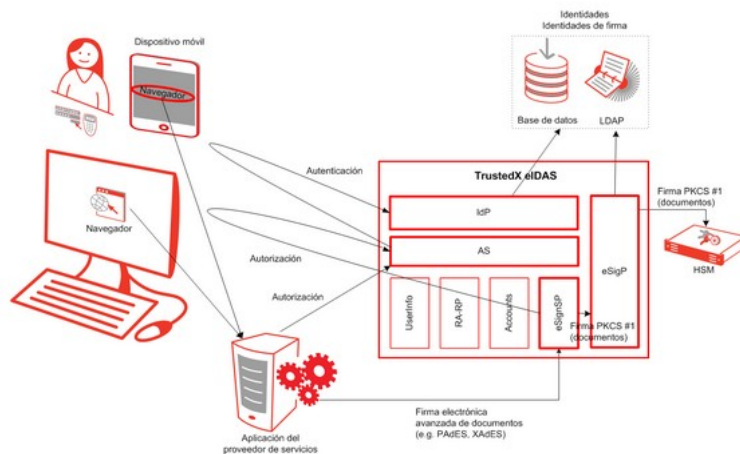 Identidades
Identidades de firma
Dispositivo móvil
Navegador
Base de datos
LDAP
Autenticación
TrustedX eIDAS
IdP
Firma PKCS #1
(documentos)
AS
Navegador
Autorización
eSigP
HSM
Autorización
UserInfo
RA-RP
Accounts
eSignSP
Firma PKCS #1
(documentos)
Firma electrónica
avanzada de documentos
(e.g. PAdES, XAdES)
Aplicación del
proveedor de servicios